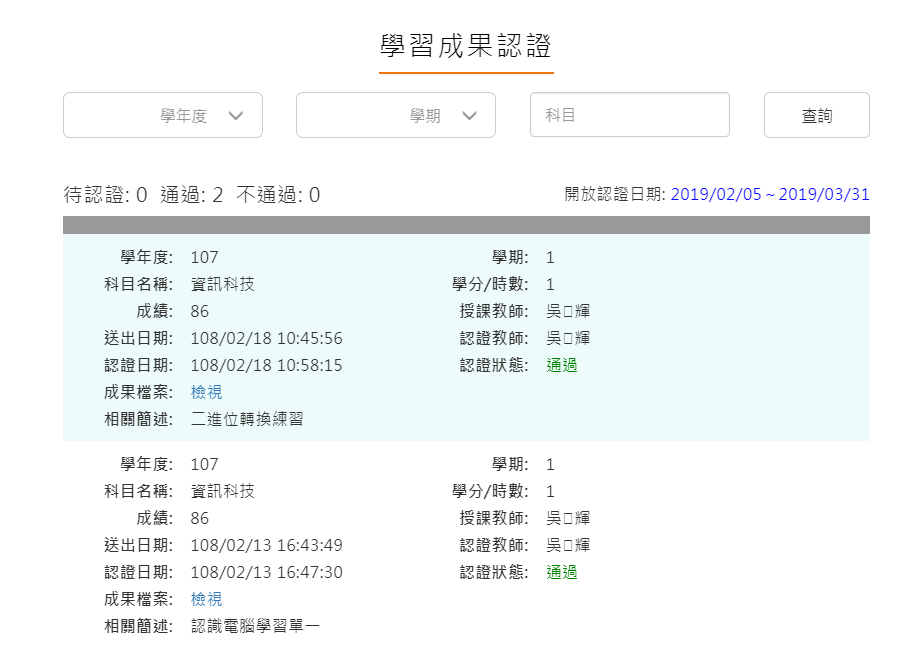 學習成果認證
學年度 學期 科目 查詢
待認證: 0 通過: 2 不通過: 0 開放認證日期: 2019/02/05 ~ 2019/03/31
學年度: 107 學期: 1
科目名稱: 資訊科技 學分/時數: 1
成績: 86 授課教師: 吳▯輝
送出日期: 108/02/18 10:45:56 認證教師: 吳▯輝
認證日期: 108/02/18 10:58:15 認證狀態: 通過
成果檔案: 檢視
相關簡述: 二進位轉換練習
學年度: 107 學期: 1
科目名稱: 資訊科技 學分/時數: 1
成績: 86 授課教師: 吳▯輝
送出日期: 108/02/13 16:43:49 認證教師: 吳▯輝
認證日期: 108/02/13 16:47:30 認證狀態: 通過
成果檔案: 檢視
相關簡述: 認識電腦學習單一